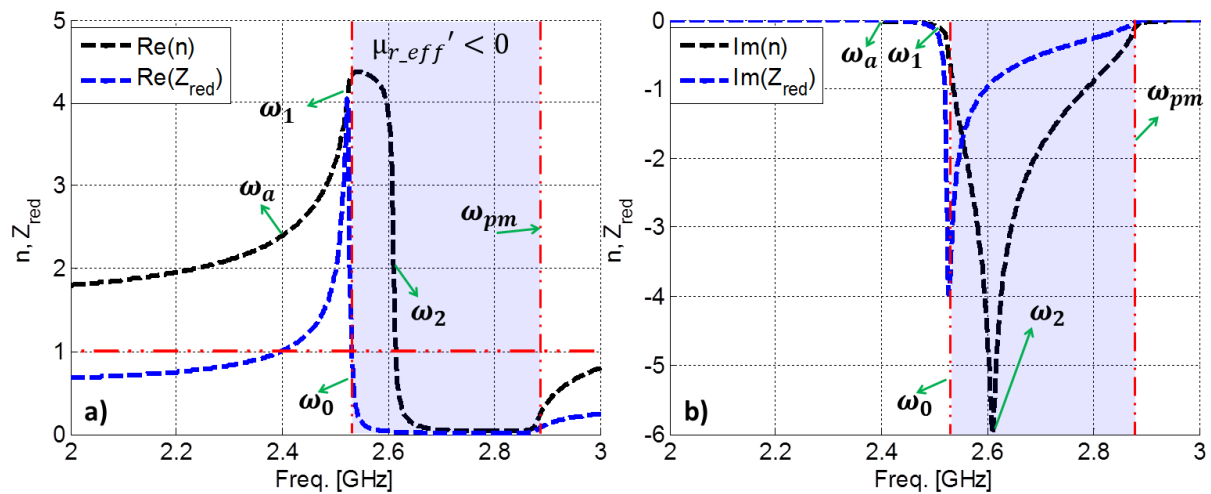 Re(n)
Re(Z_red)
μ_r_eff′ < 0
ω_1
ω_a
ω_pm
ω_2
ω_0
a)
n, Z_red
5
4
3
2
1
0
2 2.2 2.4 2.6 2.8 3
Freq. [GHz]
ω_a ω_1
Im(n)
Im(Z_red)
ω_pm
ω_2
ω_0
b)
0
-1
-2
-3
-4
-5
-6
2 2.2 2.4 2.6 2.8 3
Freq. [GHz]